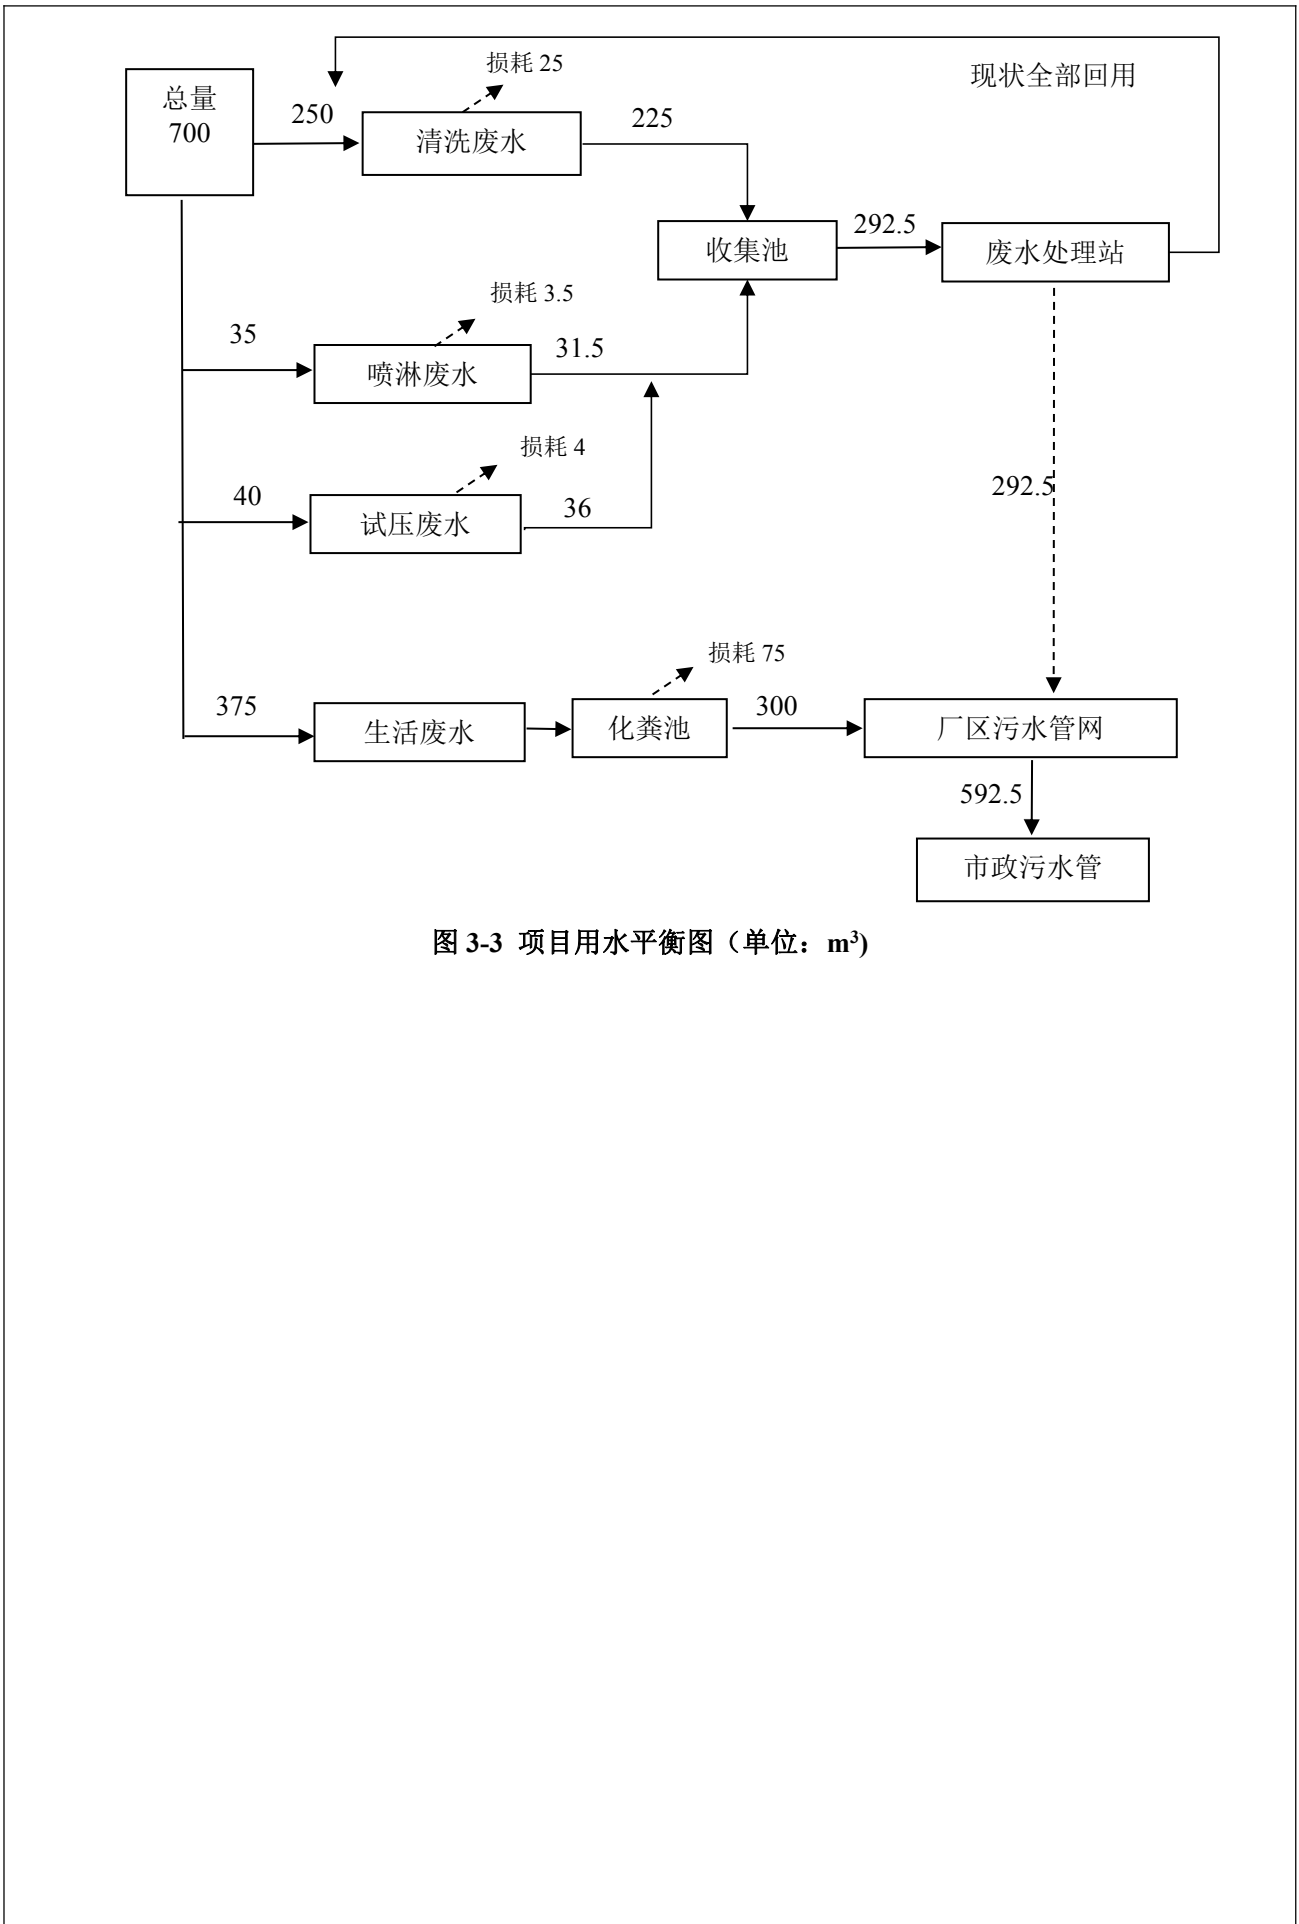 损耗 25
现状全部回用
总量
700
250
清洗废水
225
收集池
292.5
废水处理站
损耗 3.5
35
喷淋废水
31.5
损耗 4
40
试压废水
36
292.5
损耗 75
375
生活废水
化粪池
300
厂区污水管网
592.5
市政污水管
图 3-3 项目用水平衡图（单位：m³)